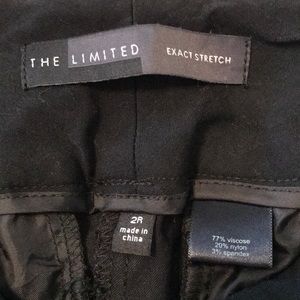 THE LIMITED EXACT STRETCH
2R
made in
china
77% viscose
20% nylon
3% spandex